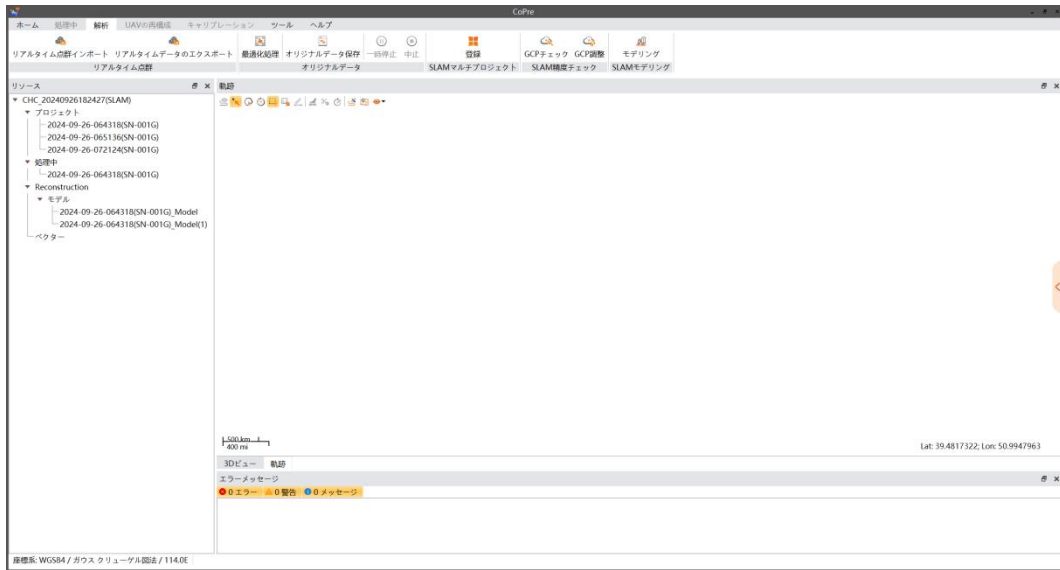 CoPre
ホーム 処理中 解析 UAVの再構成 キャリブレーション ツール ヘルプ
リアルタイム点群インポート リアルタイムデータのエクスポート 最適化処理 オリジナルデータ保存 一時停止 中止 登録 GCPチェック GCP調整 モデリング
リアルタイム点群 オリジナルデータ SLAMマルチプロジェクト SLAM精度チェック SLAMモデリング
リソース
CHC_20240926182427(SLAM)
プロジェクト
2024-09-26-064318(SN-001G)
2024-09-26-065136(SN-001G)
2024-09-26-072124(SN-001G)
処理中
2024-09-26-064318(SN-001G)
Reconstruction
モデル
2024-09-26-064318(SN-001G)_Model
2024-09-26-064318(SN-001G)_Model(1)
ベクター
軌跡
500 km
400 mi
Lat: 39.4817322; Lon: 50.9947963
3Dビュー 軌跡
エラーメッセージ
0 エラー 0 警告 0 メッセージ
座標系: WGS84 / ガウス クリューゲル図法 / 114.0E